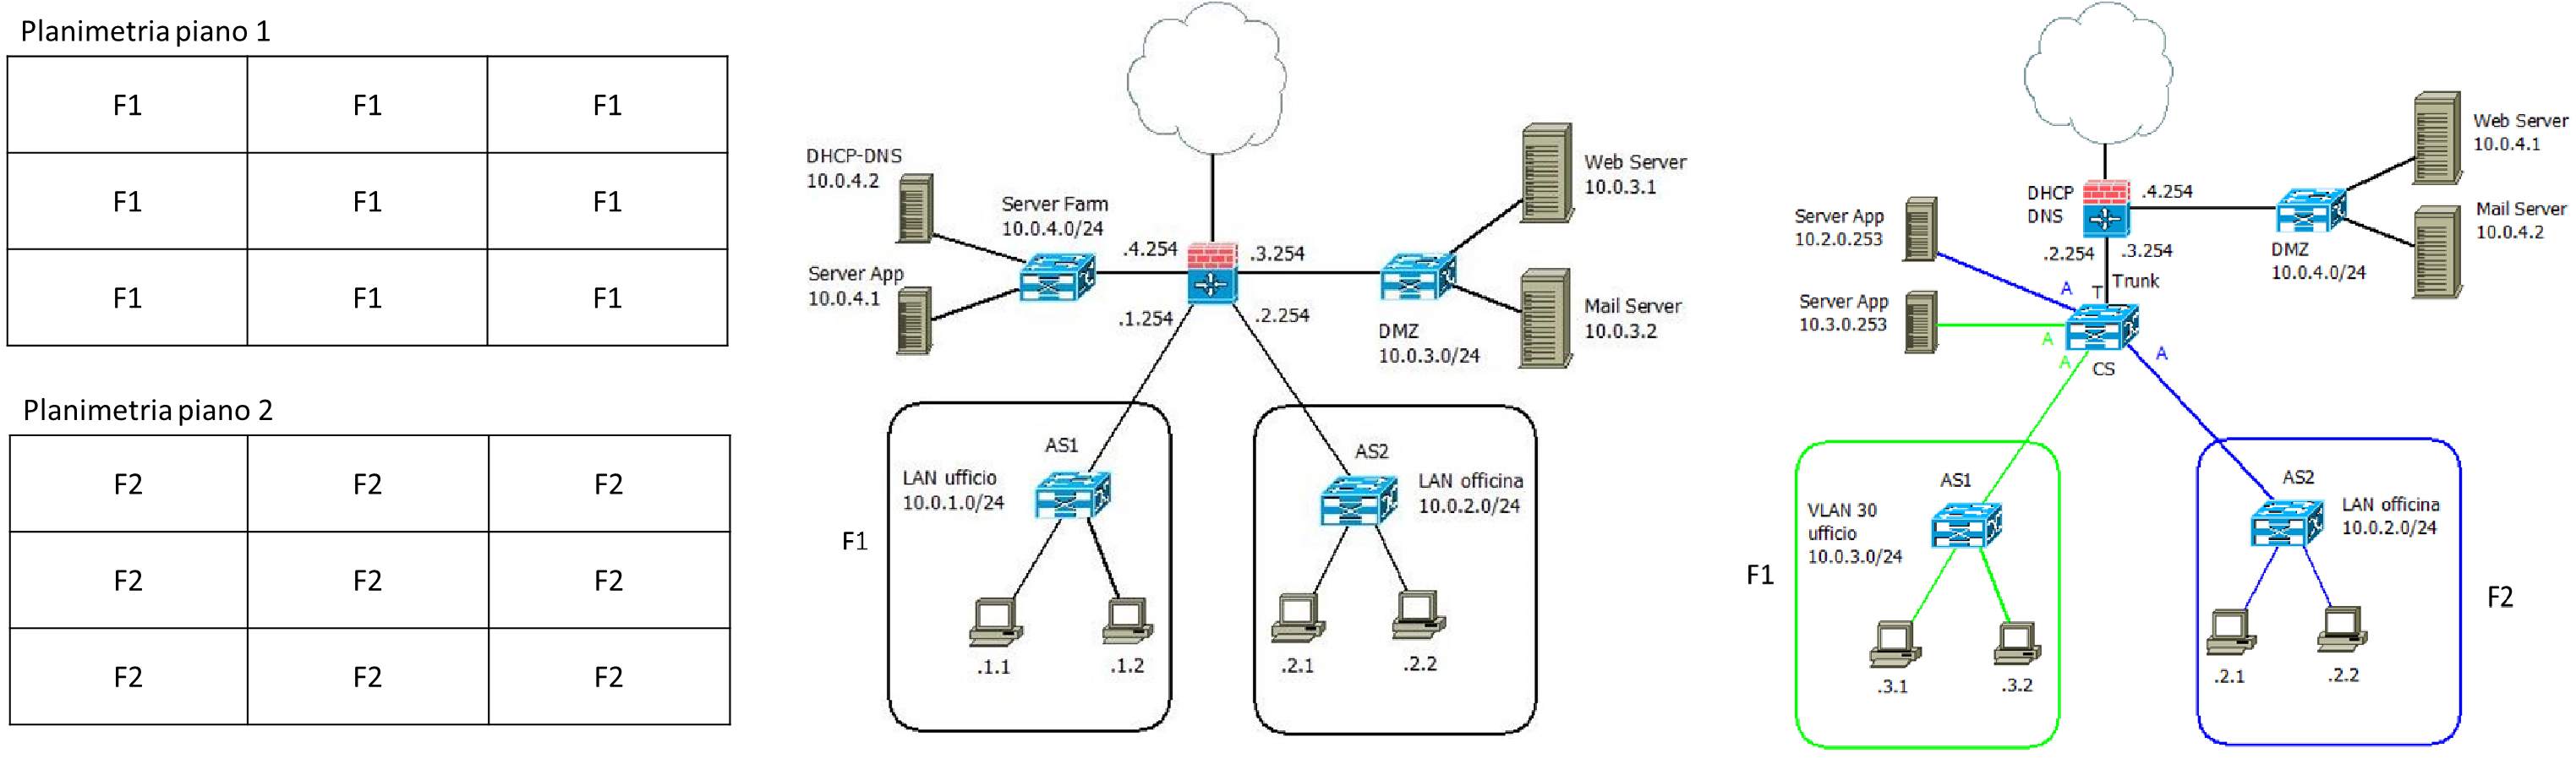 Planimetria piano 1
F1 F1 F1
F1 F1 F1
F1 F1 F1
Planimetria piano 2
F2 F2 F2
F2 F2 F2
F2 F2 F2
DHCP-DNS
10.0.4.2
Server Farm
10.0.4.0/24
Server App
10.0.4.1
.4.254
.3.254
.1.254
.2.254
Web Server
10.0.3.1
Mail Server
10.0.3.2
DMZ
10.0.3.0/24
F1
AS1
LAN ufficio
10.0.1.0/24
.1.1
.1.2
AS2
LAN officina
10.0.2.0/24
.2.1
.2.2
Web Server
10.0.4.1
Mail Server
10.0.4.2
DMZ
10.0.4.0/24
DHCP
DNS
.4.254
.2.254
.3.254
Trunk
T
Server App
10.2.0.253
A
Server App
10.3.0.253
A
A
A
CS
F1
AS1
VLAN 30
ufficio
10.0.3.0/24
.3.1
.3.2
AS2
LAN officina
10.0.2.0/24
.2.1
.2.2
F2